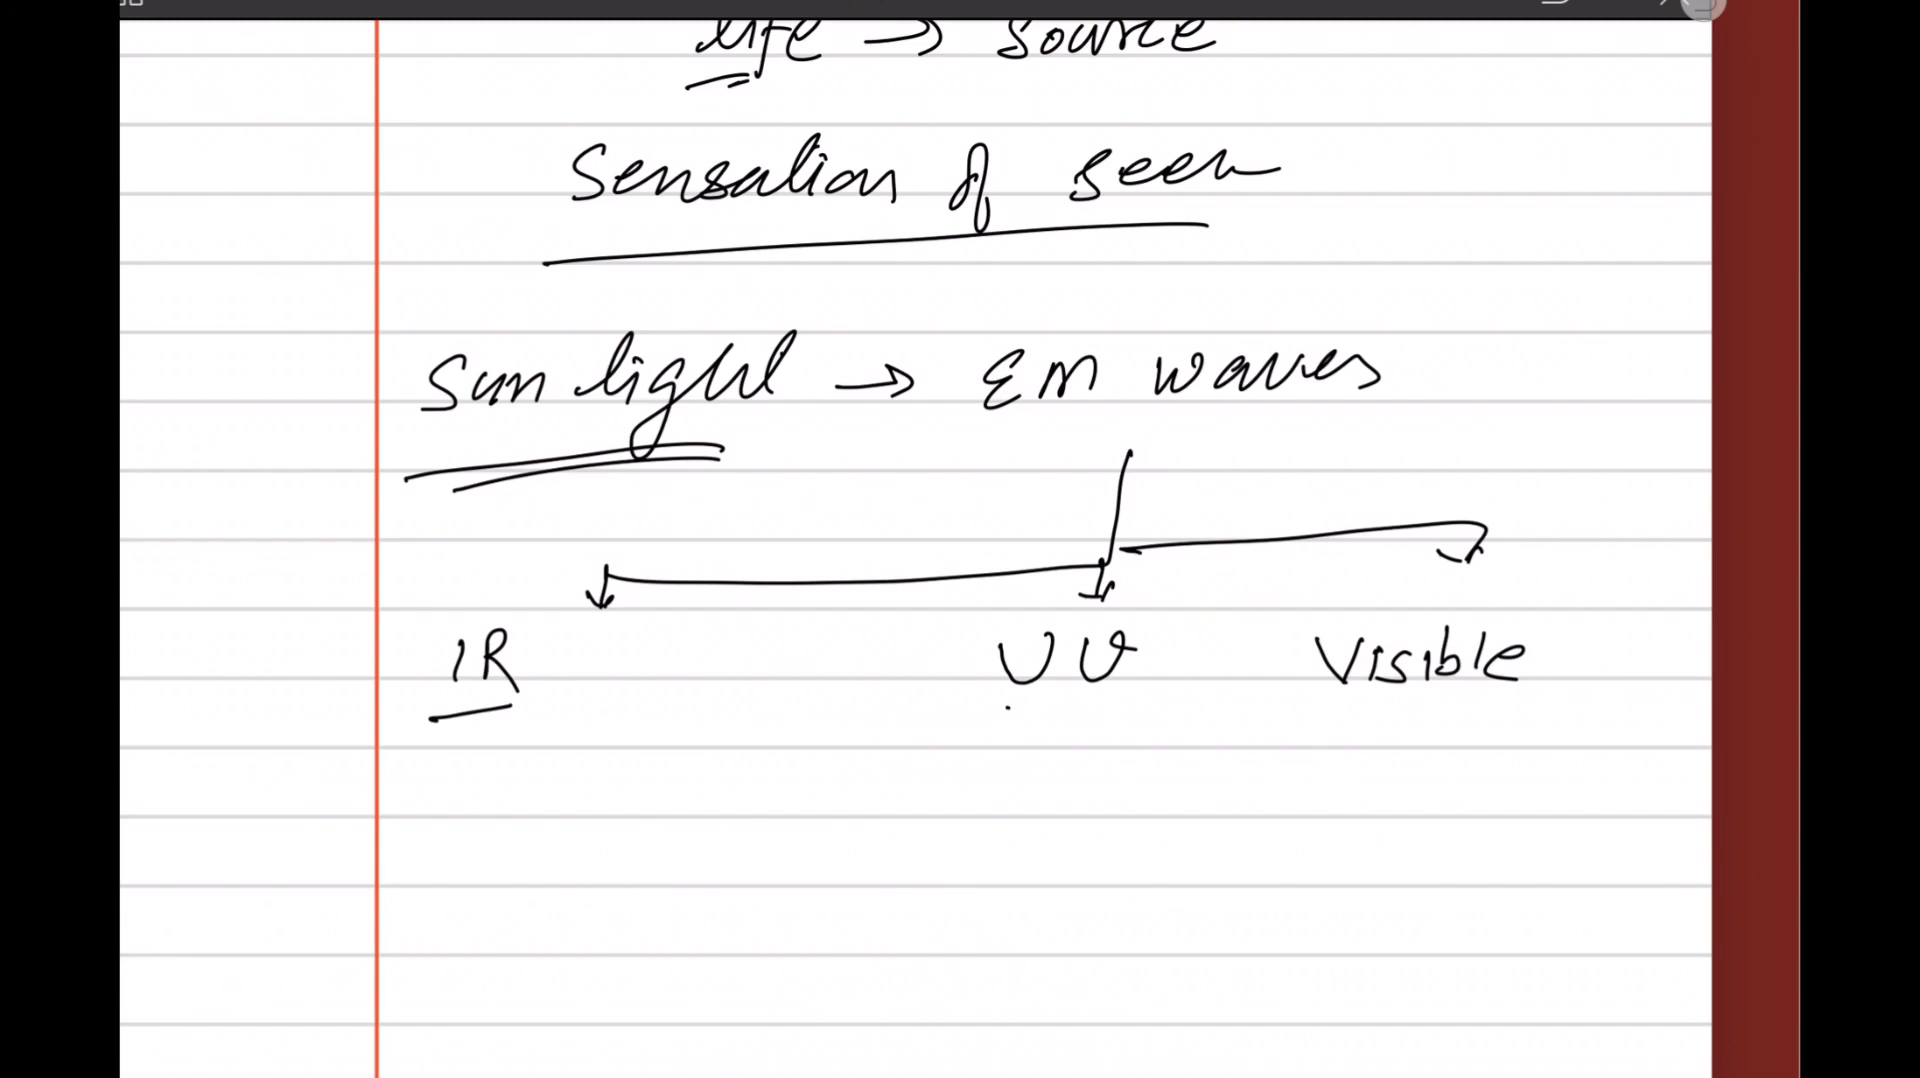 life → source
Sensation of seen
Sun light → EM waves
IR UV Visible